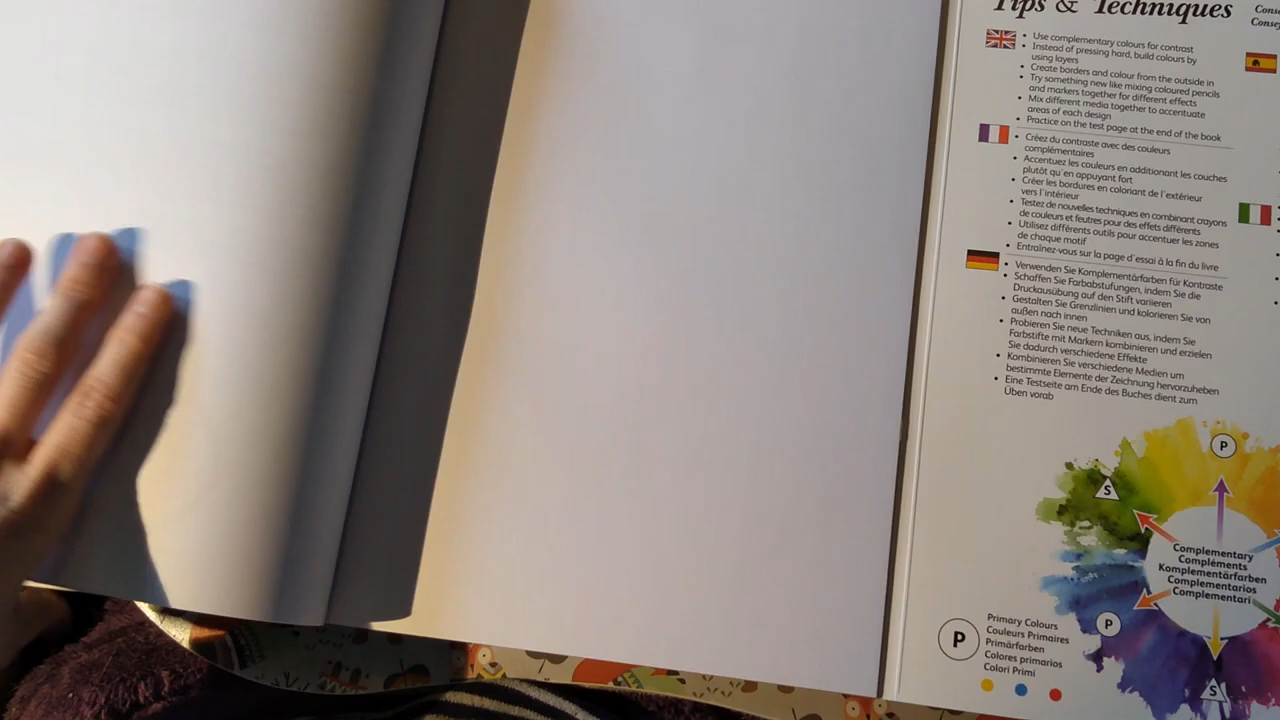 Tips & Techniques
Use complementary colours for contrast
Instead of pressing hard, build colours by
using layers
Create borders and colour from the outside in
Try something new like mixing coloured pencils
and markers together for different effects
Mix different media together to accentuate
areas of each design
Practice on the test page at the end of the book
Créez du contraste avec des couleurs
complémentaires
Accentuez les couleurs en additionant les couches
plutôt qu'en appuyant fort
Créer les bordures en coloriant de l'extérieur
vers l'intérieur
Testez de nouvelles techniques en combinant crayons
de couleurs et feutres pour des effets différents
Utilisez différents outils pour accentuer les zones
de chaque motif
Entraînez-vous sur la page d'essai à la fin du livre
Verwenden Sie Komplementärfarben für Kontraste
Schaffen Sie Farbabstufungen, indem Sie die
Druckausübung auf den Stift variieren
Gestalten Sie Grenzlinien und kolorieren Sie von
außen nach innen
Probieren Sie neue Techniken aus, indem Sie
Farbstifte mit Markern kombinieren und erzielen
Sie dadurch verschiedene Effekte
Kombinieren Sie verschiedene Medien um
bestimmte Elemente der Zeichnung hervorzuheben
Eine Testseite am Ende des Buches dient zum
Üben vorab
P
S
Complementary
Compléments
Komplementärfarben
Complementarios
Complementari
P
S
P
Primary Colours
Couleurs Primaires
Primärfarben
Colores primarios
Colori Primi